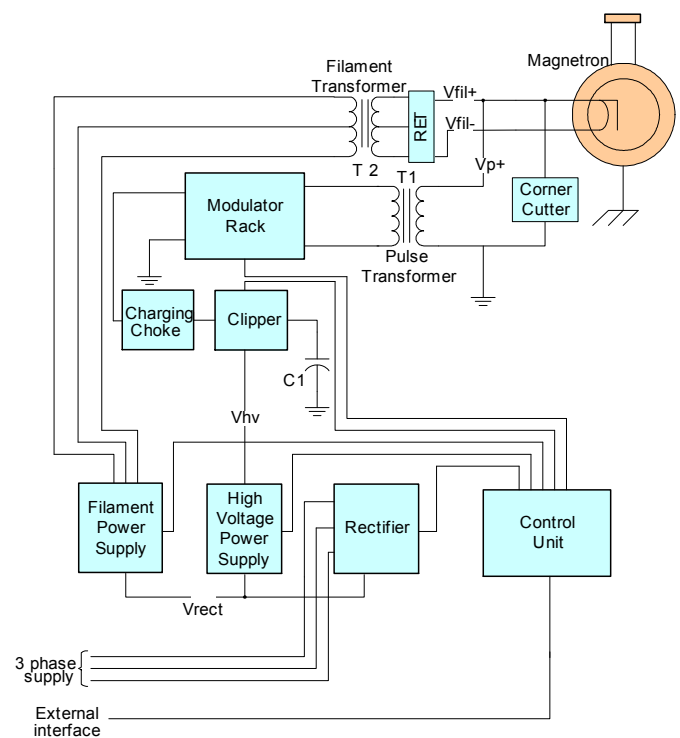 Magnetron
Filament
Transformer
Vfil+
Vfil-
RET
T 2
T1
Vp+
Modulator
Rack
Corner
Cutter
Pulse
Transformer
Charging
Choke
Clipper
C1
Vhv
Filament
Power
Supply
High
Voltage
Power
Supply
Rectifier
Control
Unit
Vrect
3 phase
supply
External
interface